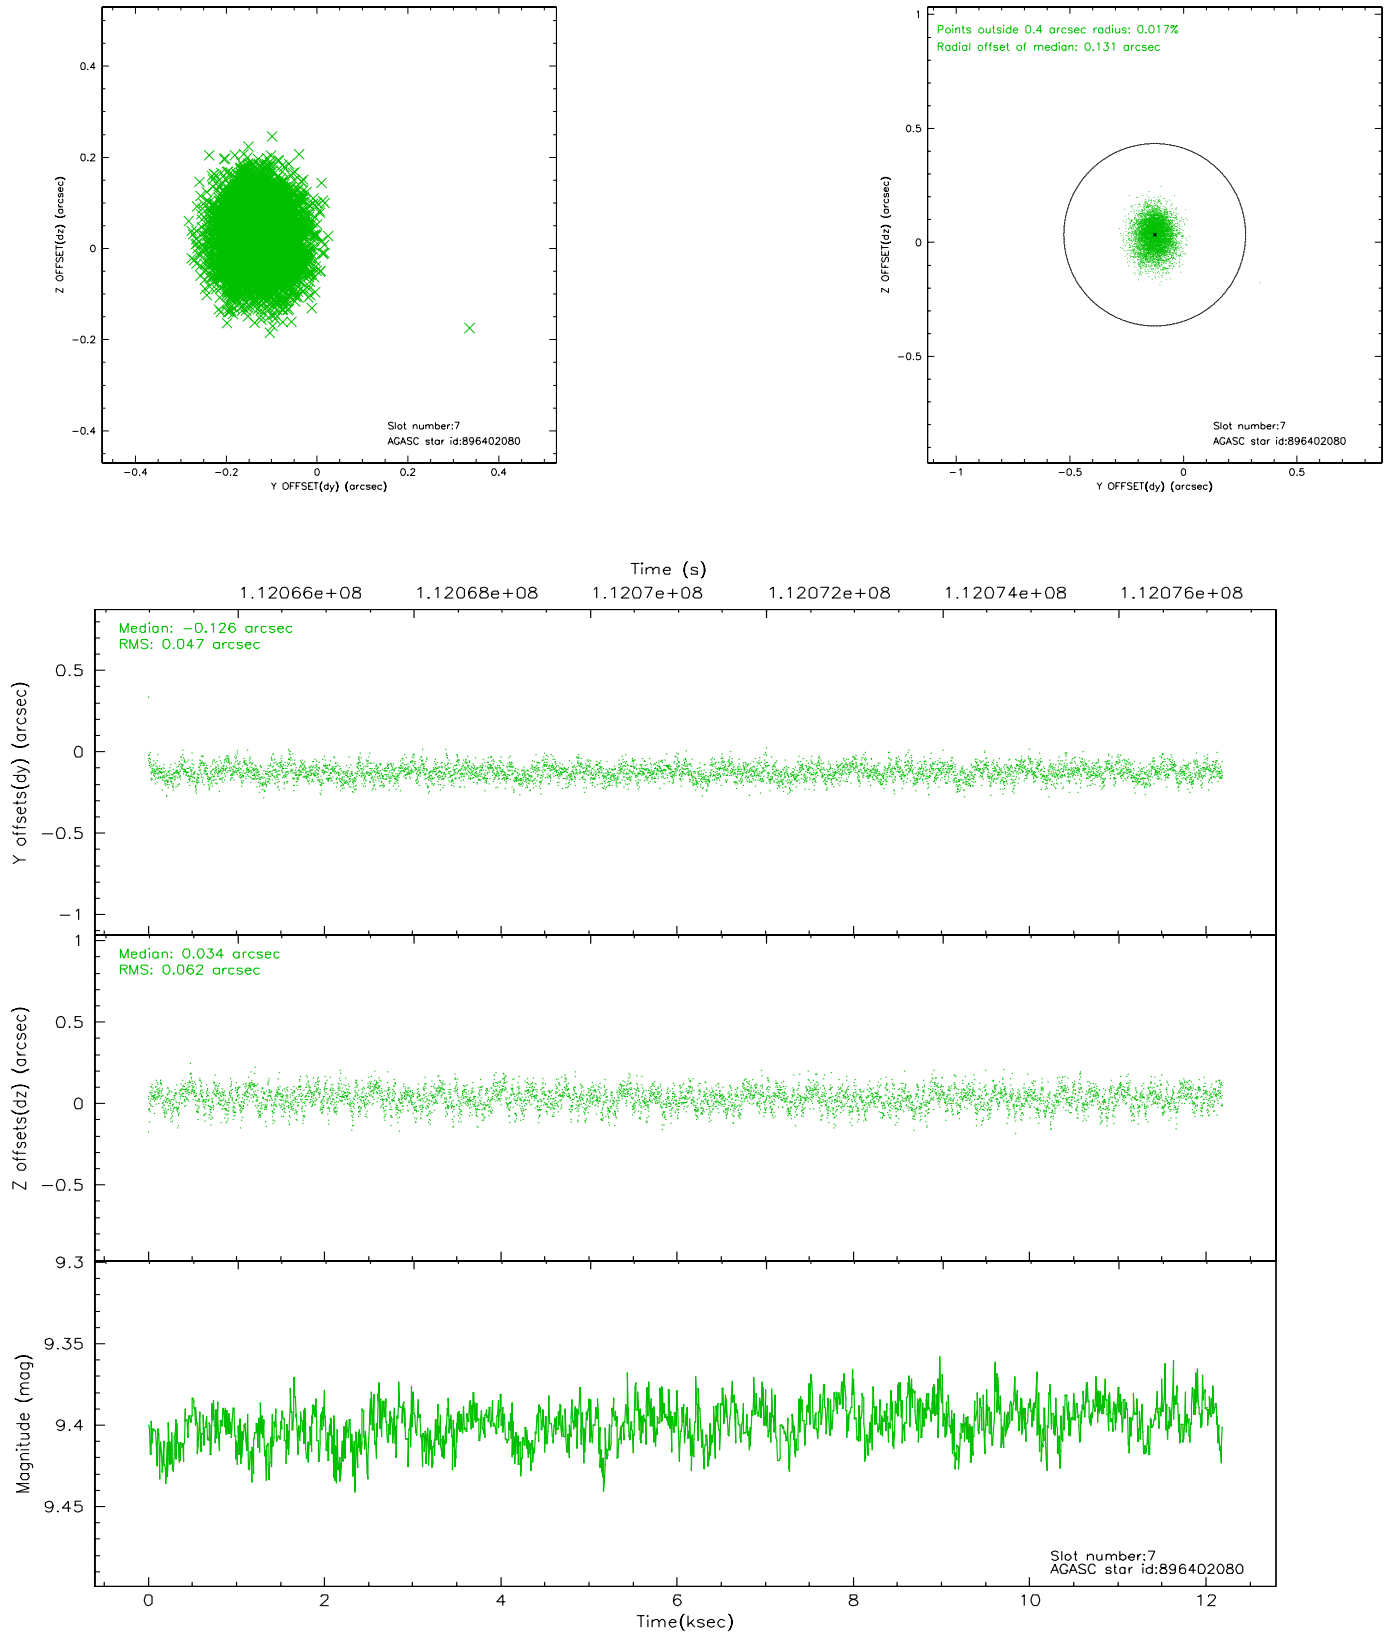 0.4
0.2
0
−0.2
−0.4
Z OFFSET(dz) (arcsec)
Slot number:7
AGASC star id:896402080
−0.4
−0.2
0
0.2
0.4
Y OFFSET(dy) (arcsec)
Points outside 0.4 arcsec radius: 0.017%
Radial offset of median: 0.131 arcsec
1
0.5
0
−0.5
Z OFFSET(dz) (arcsec)
Slot number:7
AGASC star id:896402080
−1
−0.5
0
0.5
Y OFFSET(dy) (arcsec)
Time (s)
1.12066e+08
1.12068e+08
1.1207e+08
1.12072e+08
1.12074e+08
1.12076e+08
Median: −0.126 arcsec
RMS: 0.047 arcsec
0.5
0
−0.5
−1
Y offsets(dy) (arcsec)
Median: 0.034 arcsec
RMS: 0.062 arcsec
1
0.5
0
−0.5
Z offsets(dz) (arcsec)
9.3
9.35
9.4
9.45
Magnitude (mag)
Slot number:7
AGASC star id:896402080
0
2
4
6
8
10
12
Time(ksec)